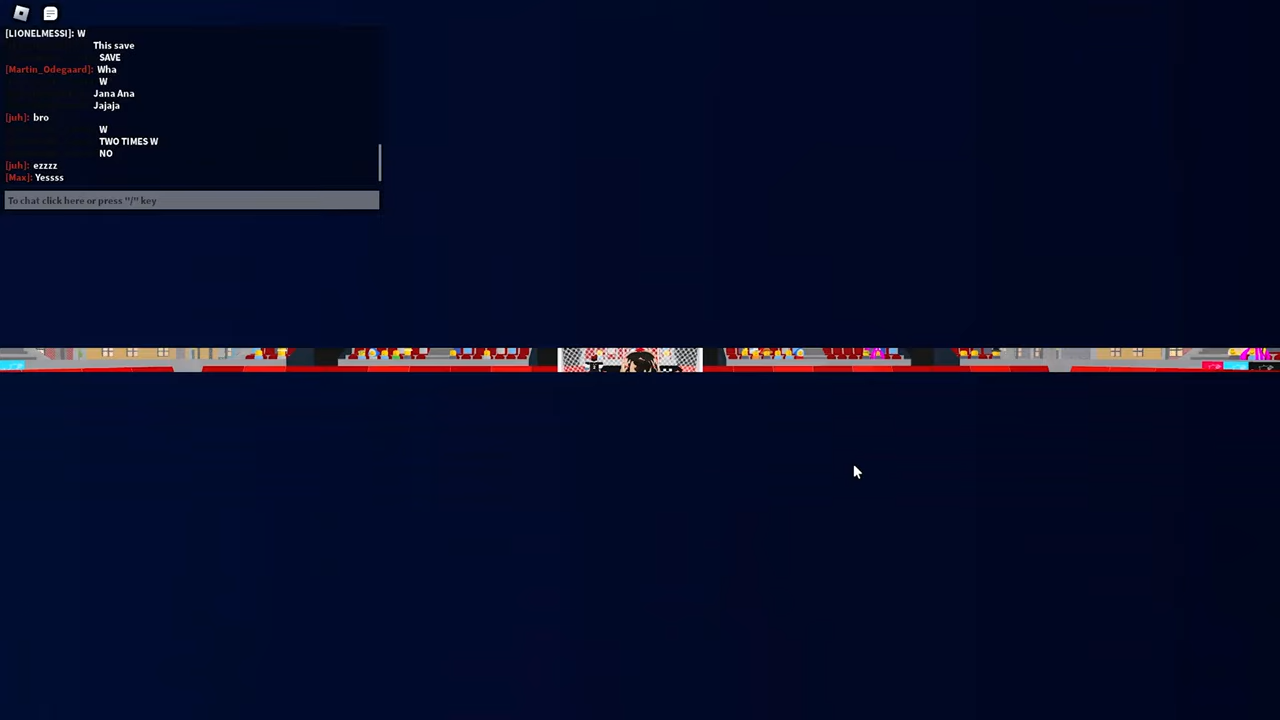 [LIONELMESSI]: W
This save
SAVE
[Martin_Odegaard]: Wha
W
Jana Ana
Jajaja
[juh]: bro
W
TWO TIMES W
NO
[juh]: ezzzz
[Max]: Yessss
To chat click here or press "/" key